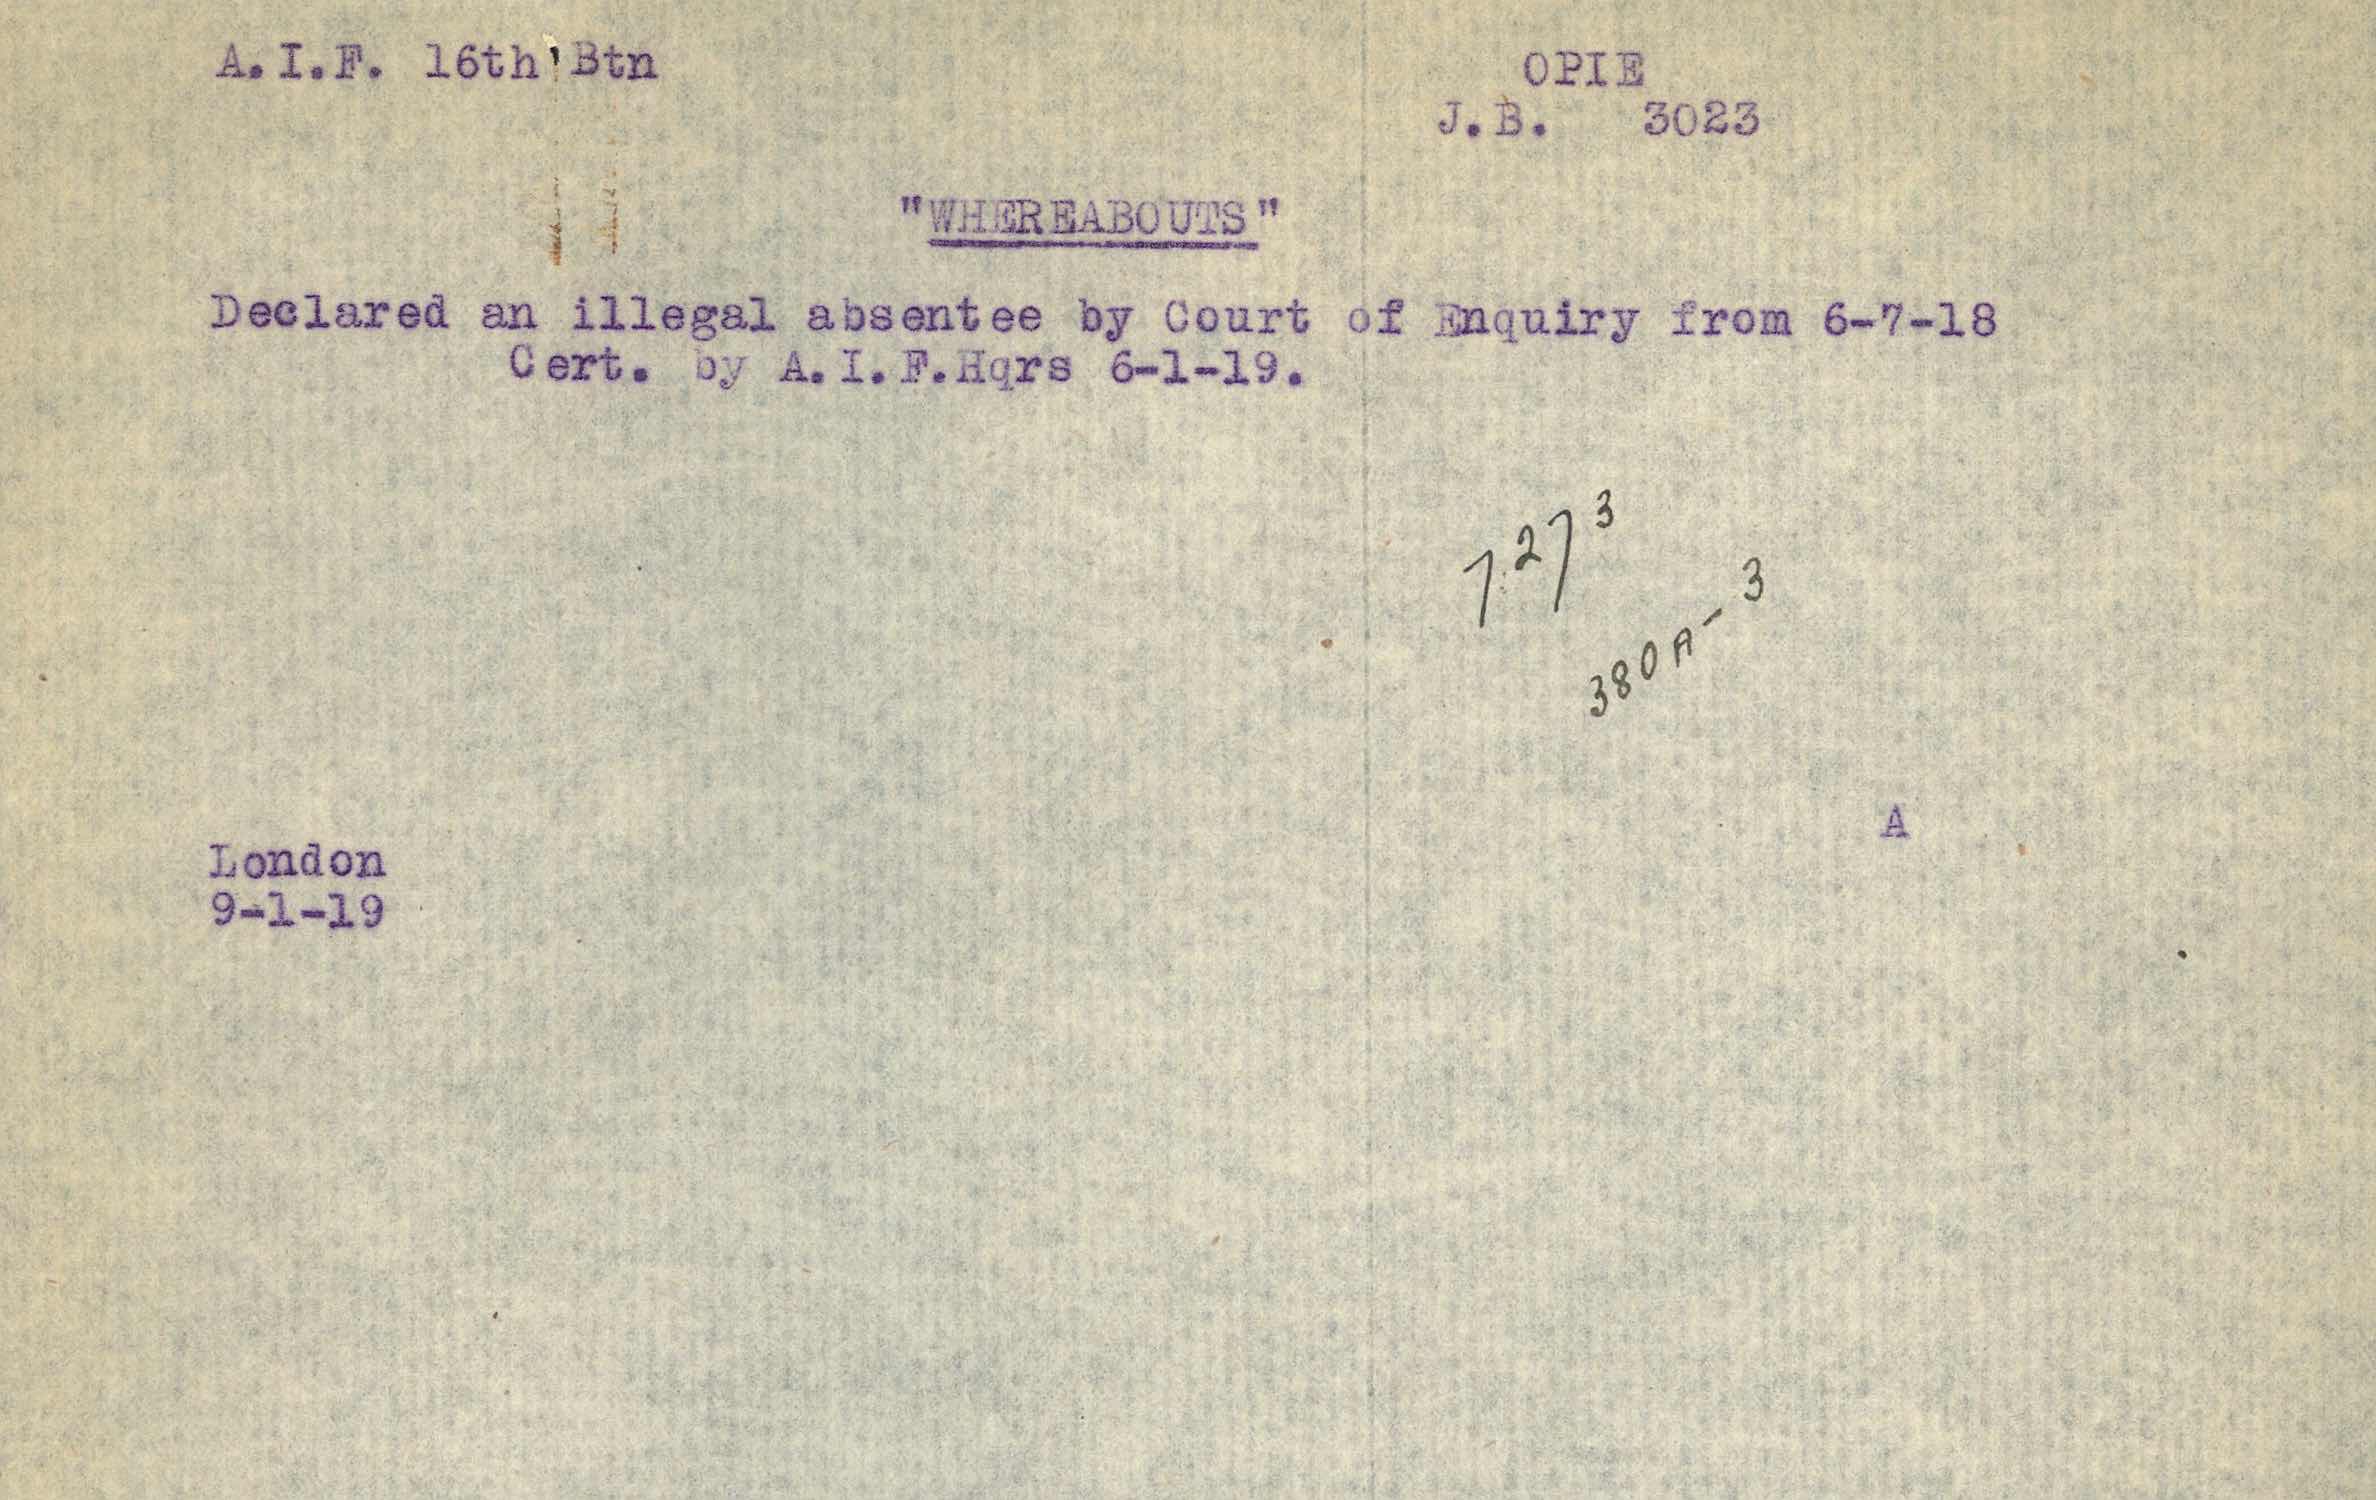 A.I.F. 16th Btn
OPIE
J.B. 3023
"WHEREABOUTS"
Declared an illegal absentee by Court of Enquiry from 6-7-18
Cert. by A.I.F.Hqrs 6-1-19.
7273
380A-3
A
London
9-1-19